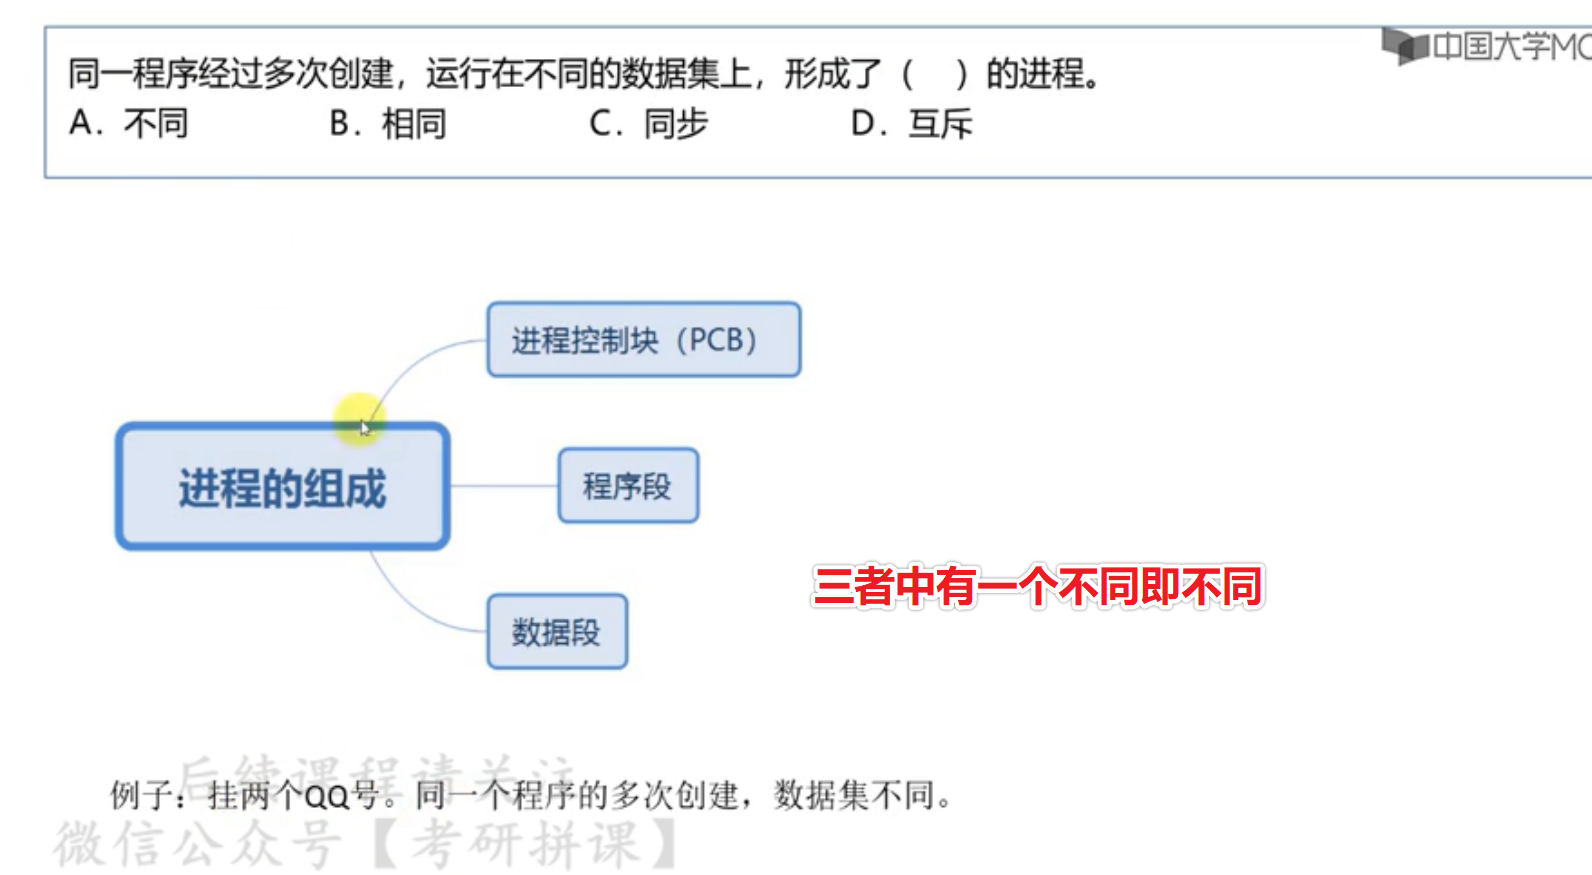 中国大学MO
同一程序经过多次创建，运行在不同的数据集上，形成了（　）的进程。
A．不同　B．相同　C．同步　D．互斥
进程控制块（PCB）
进程的组成
程序段
三者中有一个不同即不同
数据段
后续课程请关注
例子：挂两个QQ号。同一个程序的多次创建，数据集不同。
微信公众号【考研拼课】